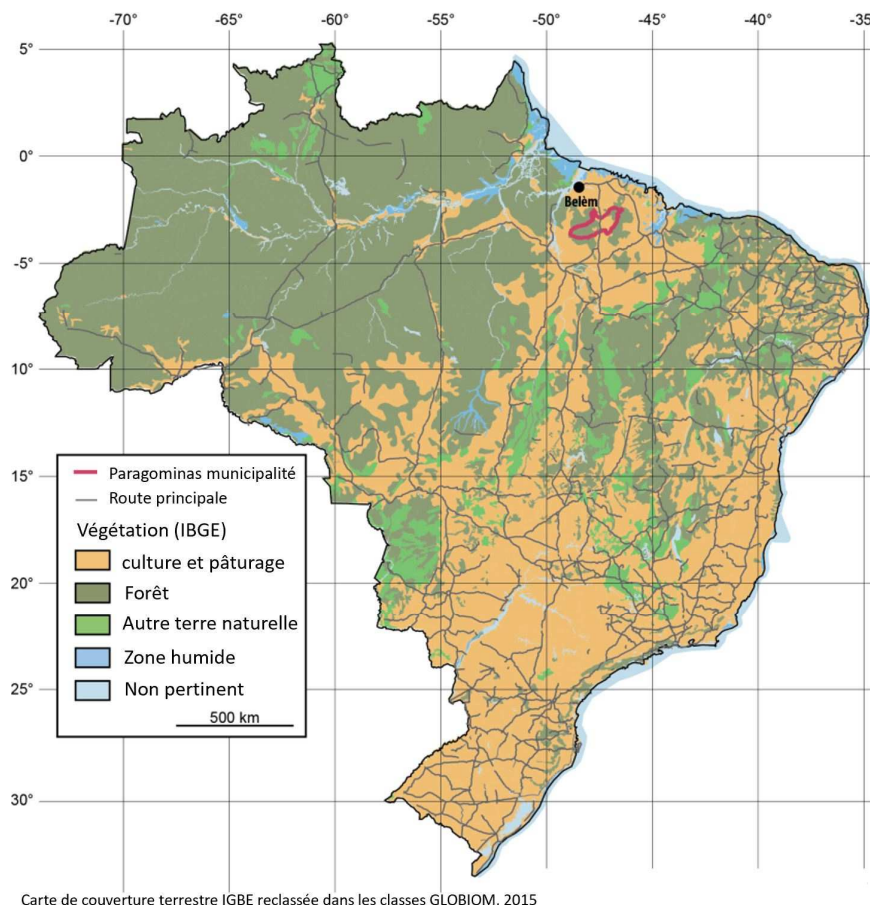 -70° -65° -60° -55° -50° -45° -40° -35
5°
0°
Belèm
-5°
10°
15°
20°
25°
30°
Paragominas municipalité
Route principale
Végétation (IBGE)
culture et pâturage
Forêt
Autre terre naturelle
Zone humide
Non pertinent
500 km
Carte de couverture terrestre IGBE reclassée dans les classes GLOBIOM, 2015